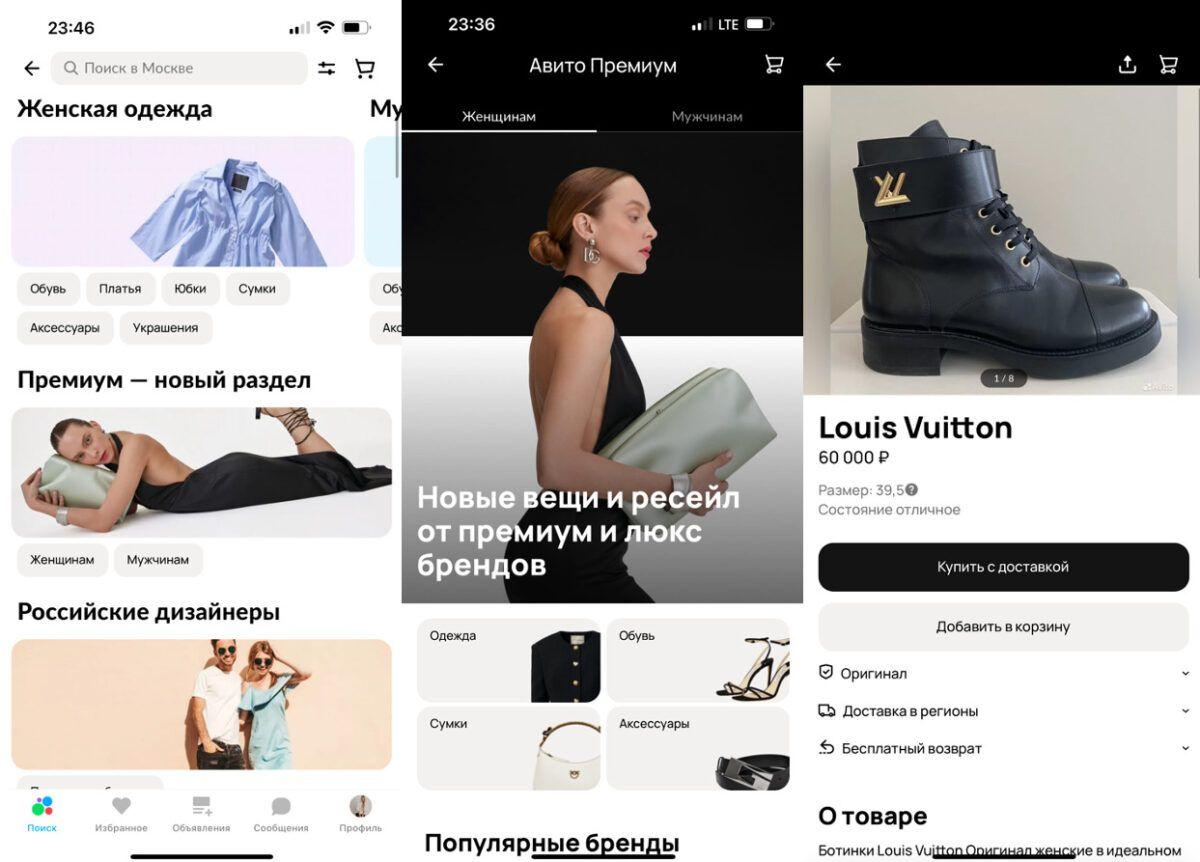 23:46
Поиск в Москве
Женская одежда
Му
Обувь
Платья
Юбки
Сумки
Обу
Аксессуары
Украшения
Акс
Премиум — новый раздел
Женщинам
Мужчинам
Российские дизайнеры
Поиск
Избранное
Объявления
Сообщения
Профиль
23:36
LTE
Авито Премиум
Женщинам
Мужчинам
Новые вещи и ресейл
от премиум и люкс
брендов
Одежда
Обувь
Сумки
Аксессуары
Популярные бренды
1 / 8
Avito
Louis Vuitton
60 000 ₽
Размер: 39,5
Состояние отличное
Купить с доставкой
Добавить в корзину
Оригинал
Доставка в регионы
Бесплатный возврат
О товаре
Ботинки Louis Vuitton Оригинал женские в идеальном